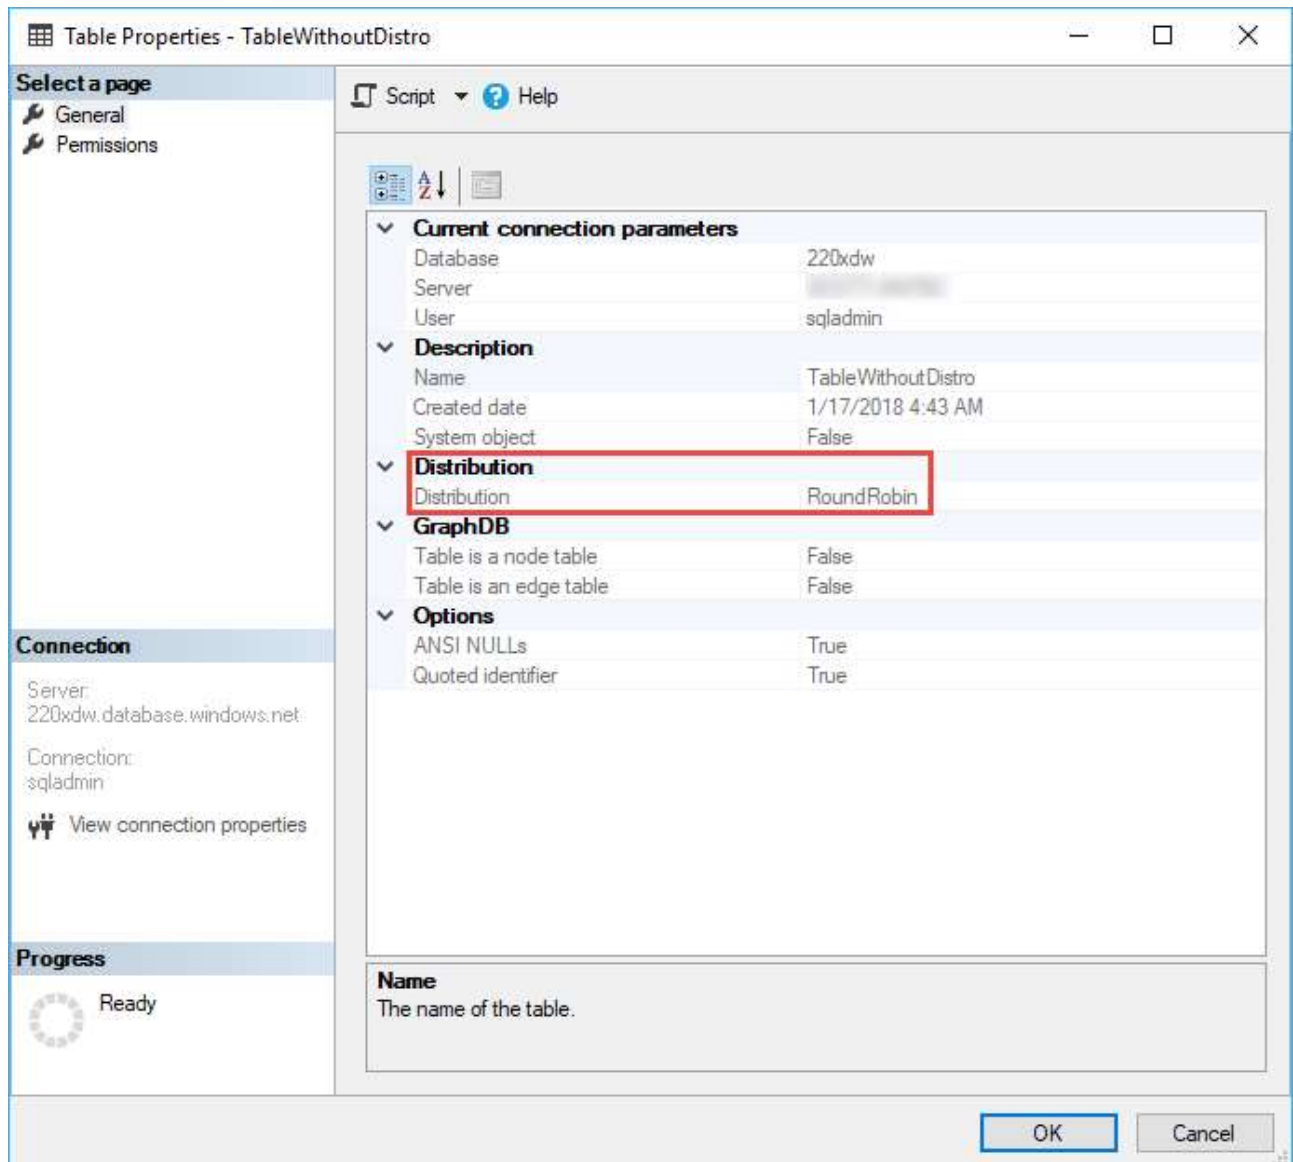 Table Properties - TableWithoutDistro
Select a page
General
Permissions
Script Help
Current connection parameters
Database 220xdw
Server
User sqladmin
Description
Name TableWithoutDistro
Created date 1/17/2018 4:43 AM
System object False
Distribution
Distribution RoundRobin
GraphDB
Table is a node table False
Table is an edge table False
Options
ANSI NULLs True
Quoted identifier True
Connection
Server:
220xdw.database.windows.net
Connection:
sqladmin
View connection properties
Progress
Ready
Name
The name of the table.
OK Cancel